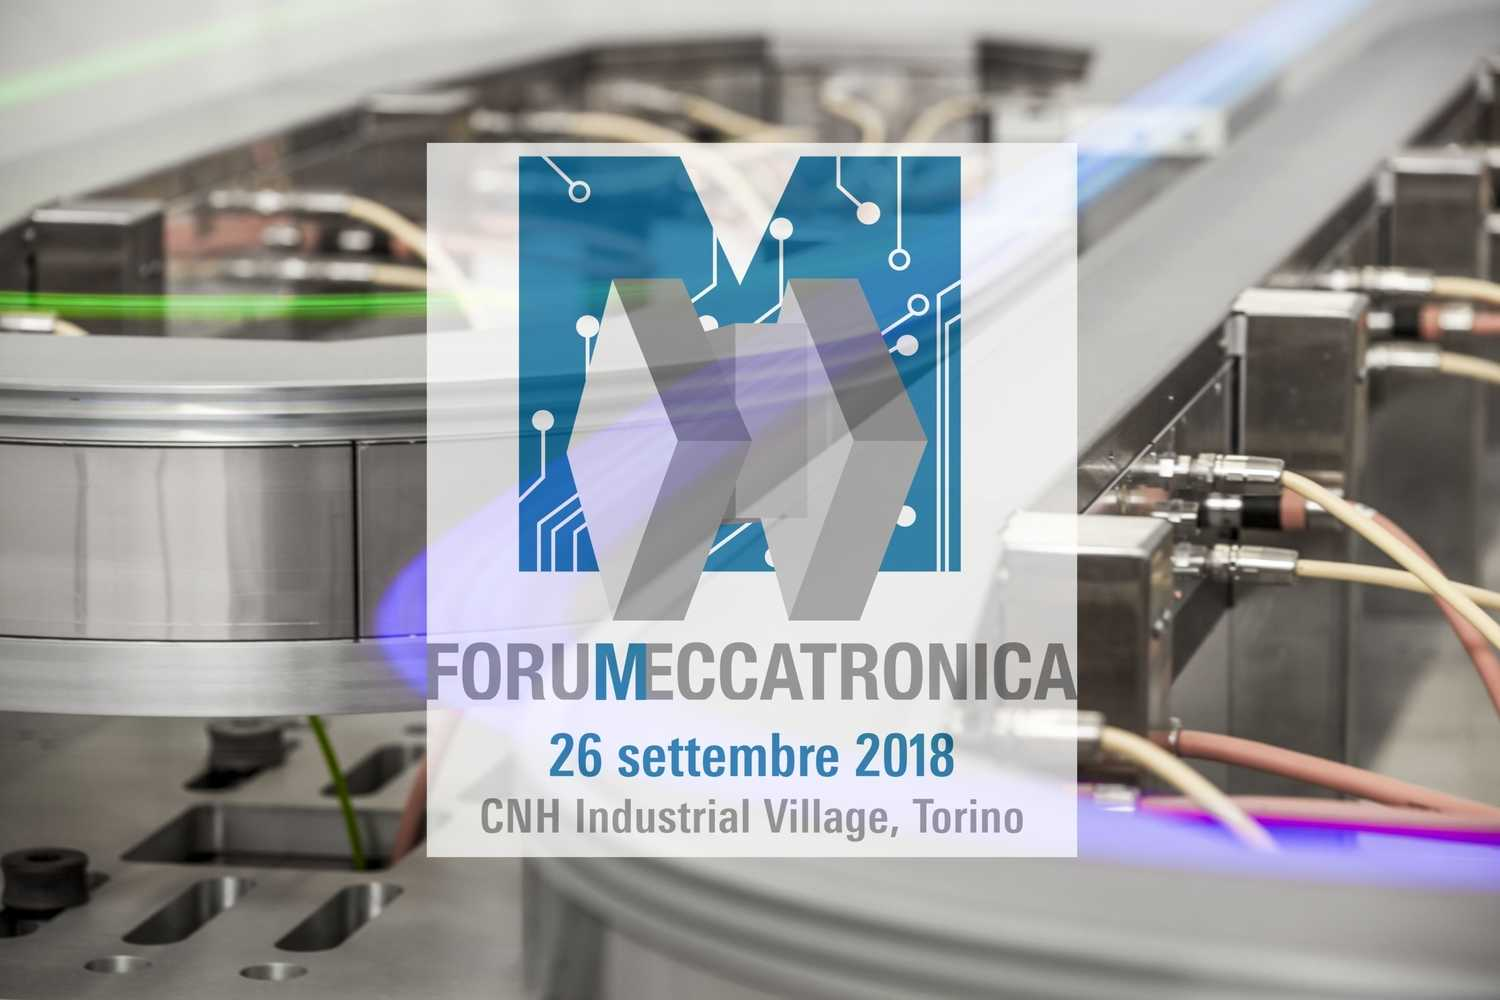 FORUMECCATRONICA
26 settembre 2018
CNH Industrial Village, Torino